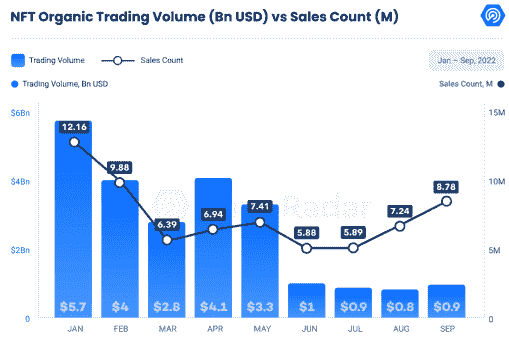 NFT Organic Trading Volume (Bn USD) vs Sales Count (M)
Trading Volume
Sales Count
Jan – Sep, 2022
Trading Volume, Bn USD
Sales Count, M
$6Bn
15M
12.16
9.88
$4Bn
10M
8.78
7.41
7.24
6.94
6.39
5.88
5.89
Radar
$2Bn
5M
$5.7
$4
$2.8
$4.1
$3.3
$1
$0.9
$0.8
$0.9
0
0
JAN
FEB
MAR
APR
MAY
JUN
JUL
AUG
SEP